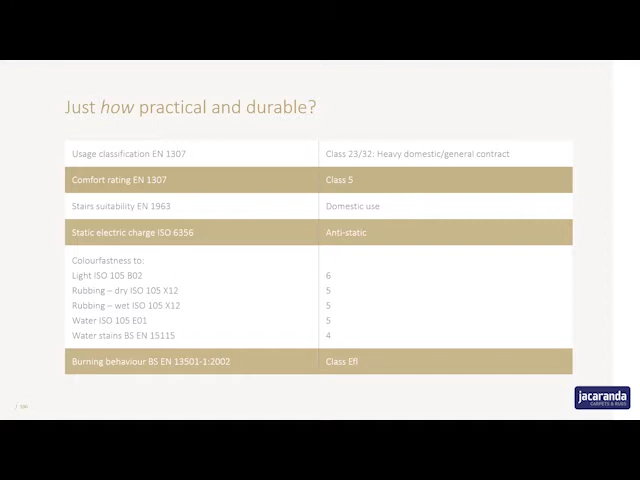 Just how practical and durable?
Usage classification EN 1307 Class 23/32: Heavy domestic/general contract
Comfort rating EN 1307 Class 5
Stairs suitability EN 1963 Domestic use
Static electric charge ISO 6356 Anti-static
Colourfastness to:
Light ISO 105 B02 6
Rubbing – dry ISO 105 X12 5
Rubbing – wet ISO 105 X12 5
Water ISO 105 E01 5
Water stains BS EN 15115 4
Burning behaviour BS EN 13501-1:2002 Class Efl
jacaranda
CARPETS & RUGS